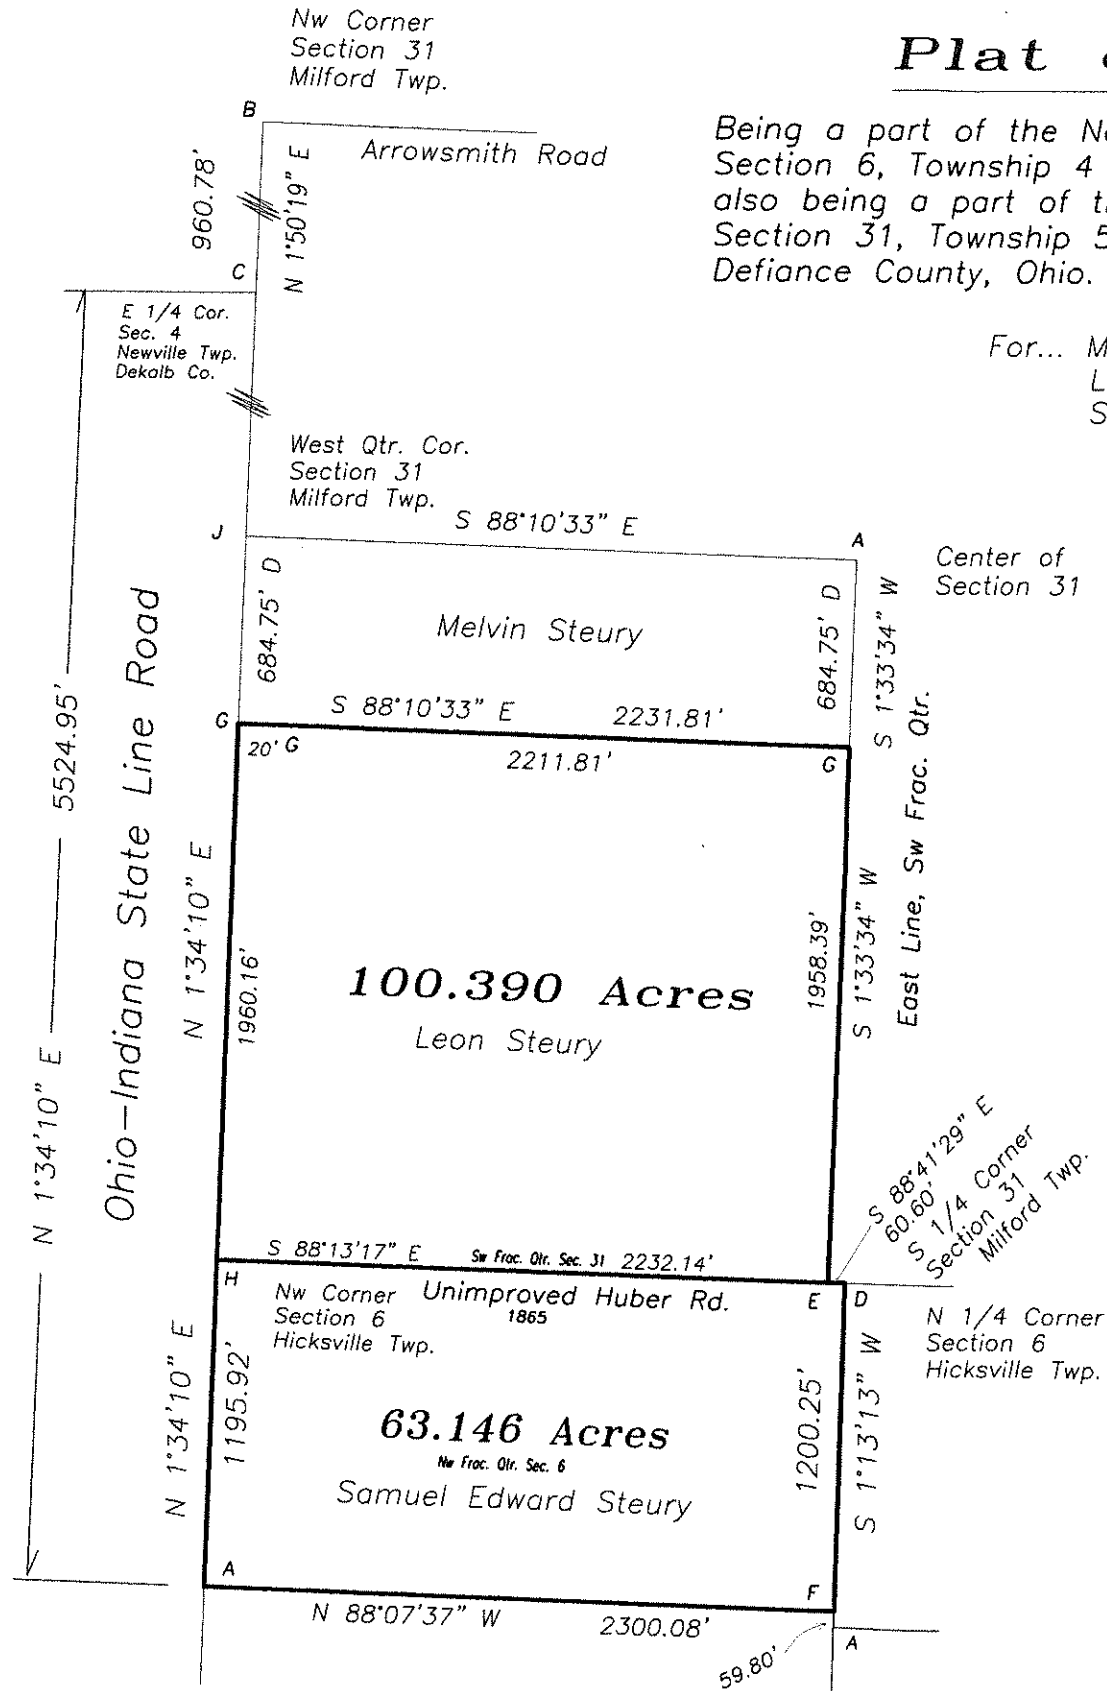 Nw Corner
Section 31
Milford Twp.
Plat
Being a part of the
Section 6, Township 4
also being a part of
Section 31, Township 5
Defiance County, Ohio.
For...
B
Arrowsmith Road
960.78'
N 1°50'19" E
C
E 1/4 Cor.
Sec. 4
Newville Twp.
Dekalb Co.
West Qtr. Cor.
Section 31
Milford Twp.
J
S 88°10'33" E
A
Center of
Section 31
684.75' D
Melvin Steury
684.75' D
S 1°33'34" W
S 88°10'33" E 2231.81'
G
20' G
2211.81'
G
East Line, Sw Frac. Qtr.
5524.95'
N 1°34'10" E
Ohio-Indiana State Line Road
N 1°34'10" E
1960.16'
100.390 Acres
Leon Steury
1958.39'
S 1°33'34" W
S 88°41'29" E
60.60'
S 1/4 Corner
Section 31
Milford Twp.
S 88°13'17" E Sw Frac. Qtr. Sec. 31 2232.14'
H
Nw Corner
Section 6
Hicksville Twp.
Unimproved Huber Rd.
1865
E
D
N 1/4 Corner
Section 6
Hicksville Twp.
N 1°34'10" E
1195.92'
63.146 Acres
Nw Frac. Qtr. Sec. 6
Samuel Edward Steury
1200.25'
S 1°13'13" W
A
F
N 88°07'37" W 2300.08'
59.80'
A